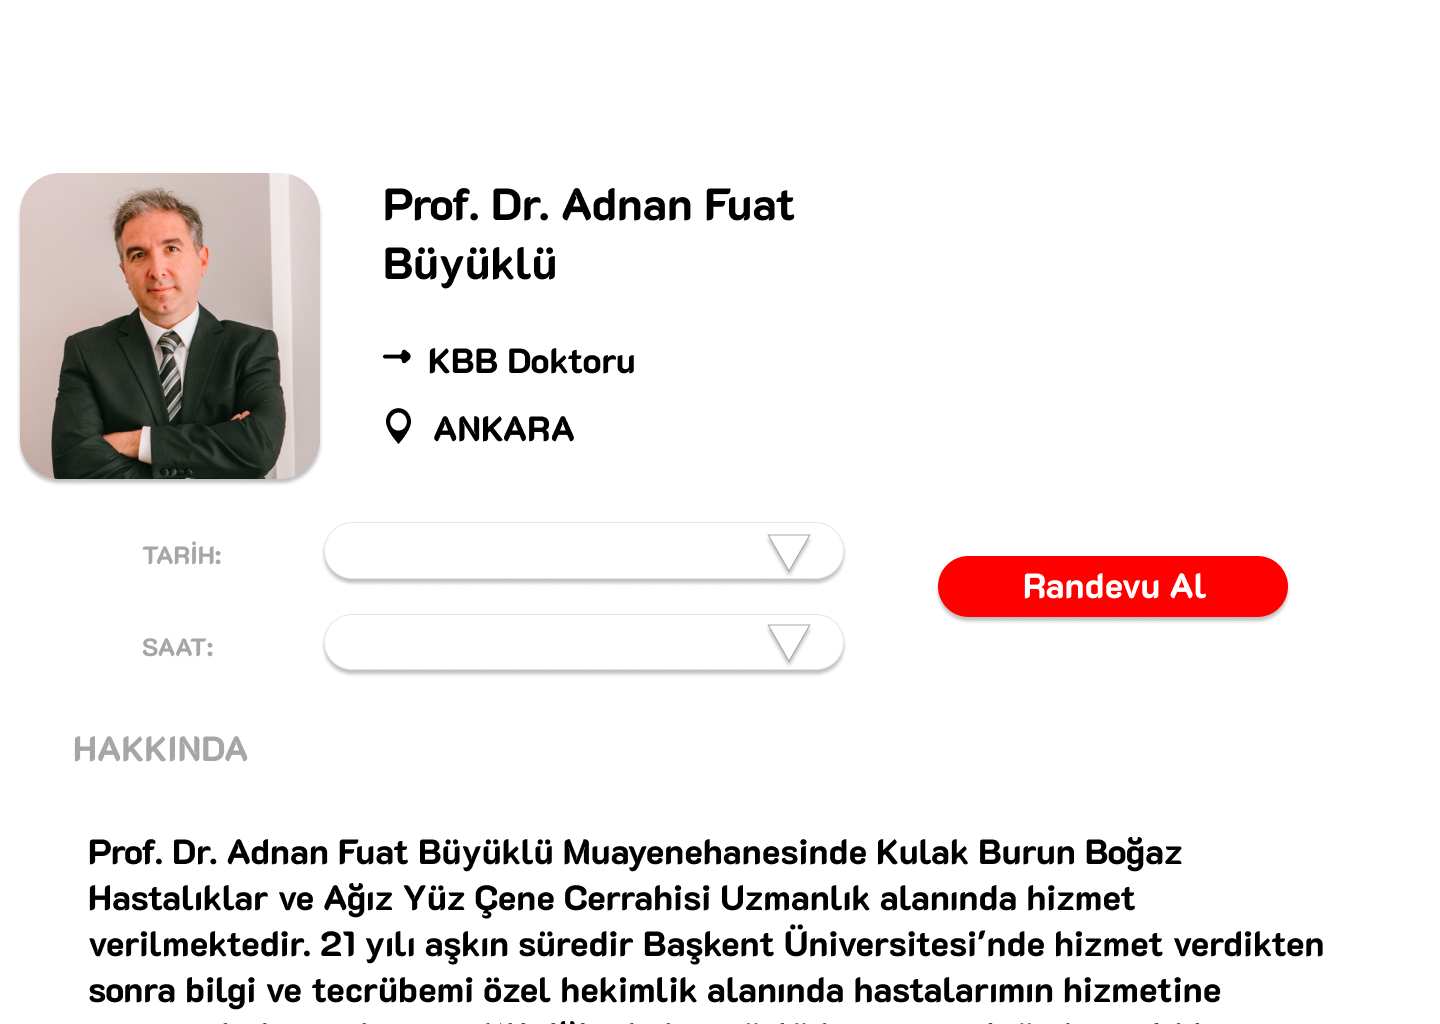 Prof. Dr. Adnan Fuat
Büyüklü
KBB Doktoru
ANKARA
TARİH:
Randevu Al
SAAT:
HAKKINDA
Prof. Dr. Adnan Fuat Büyüklü Muayenehanesinde Kulak Burun Boğaz
Hastalıklar ve Ağız Yüz Çene Cerrahisi Uzmanlık alanında hizmet
verilmektedir. 21 yılı aşkın süredir Başkent Üniversitesi’nde hizmet verdikten
sonra bilgi ve tecrübemi özel hekimlik alanında hastalarımın hizmetine